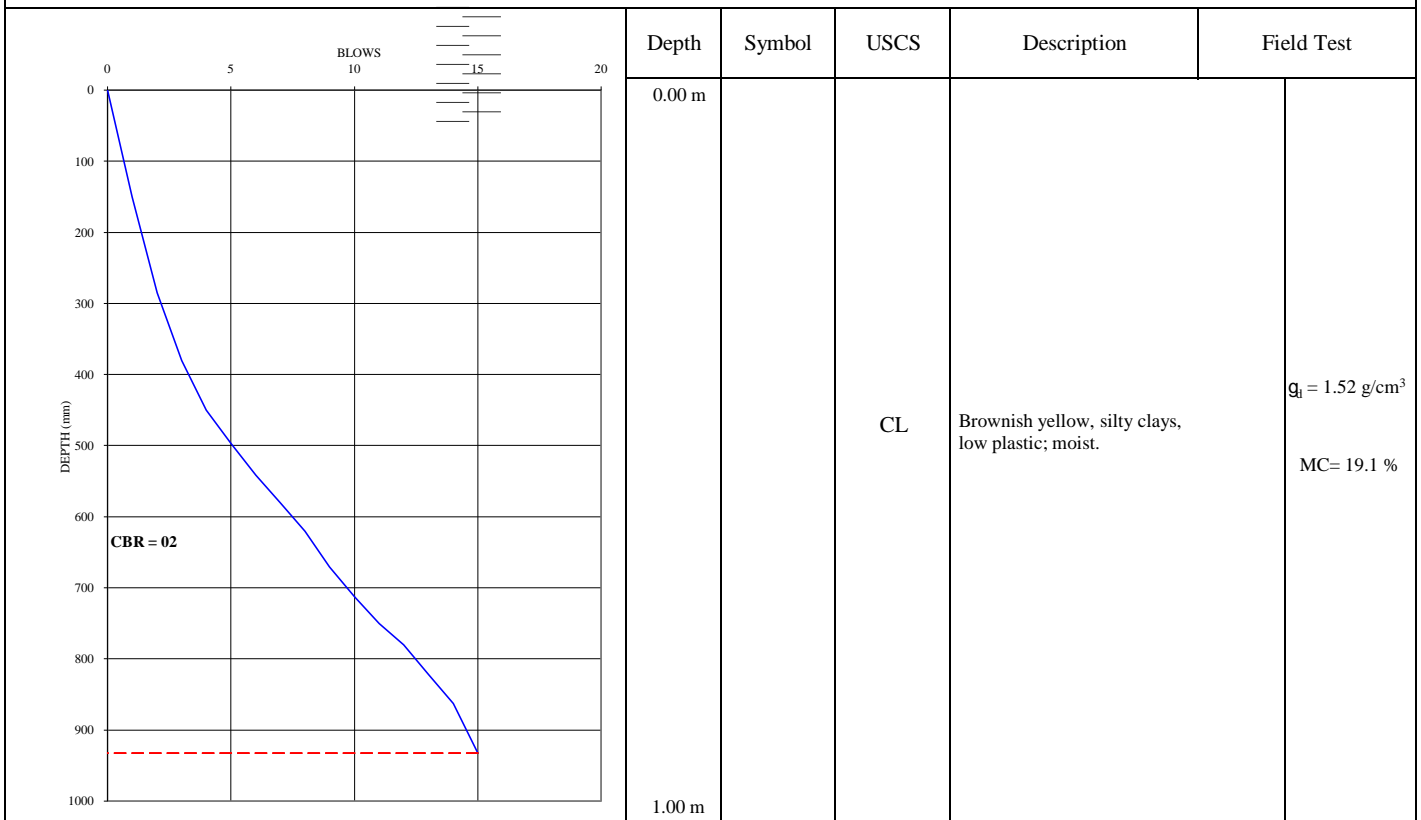 BLOWS
0 5 10 15 20
0
100
200
300
400
500
600
700
800
900
1000
DEPTH (mm)
CBR = 02
Depth Symbol USCS Description Field Test
0.00 m
CL
Brownish yellow, silty clays,
low plastic; moist.
gd = 1.52 g/cm³
MC= 19.1 %
1.00 m